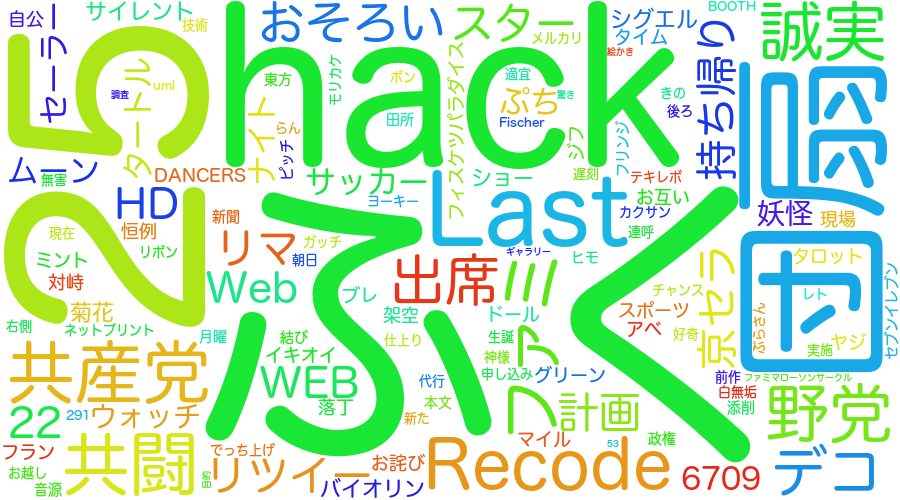 自公
サイレント
技術
おそろい
スター
メルカリ
シグエル
タイム
絵かき
BOOTH
誠実
セーラー
25
調査
タートル
umi
ナイト
東方
らん
ビッチ
モリカケ
hack
ボン
田所
フィスケッツパラダイス
適宜
ぷち
驚き
Fischer
ジフ
フリンジ
きの
後ろ
持ち帰り
団扇
ムーン
無害
DANCERS
サッカー
ショー
遅刻
テキレボ
お互い
HD
恒例
新聞
ヨーキー
Last
カクサン
連呼
妖怪
現場
現在
リボン
リマ
ガッチ
朝日
ギャラリー
ヒモ
ミント
対峙
Web
ブレ
出席
ミミ
京セラ
タロット
チャンス
セブンイレブン
菊花
右側
ネットプリント
月曜
結び
架空
ドール
スポーツ
アベ
好奇
ぷらさん
レト
ヤジ
実施
ふく
共産党
イキオイ
仕上り
生誕
神様
申し込み
ファ
グリーン
前作
ファミマローソンサークル
白無垢
添削
WEB
落丁
代行
本文
新た
計画
野党
22
291
ウォッチ
フラン
お越し
音源
共闘
でっち上げ
目的
リツイー
お詫び
バイオリン
Recode
マイル
53
政権
6709
デコ